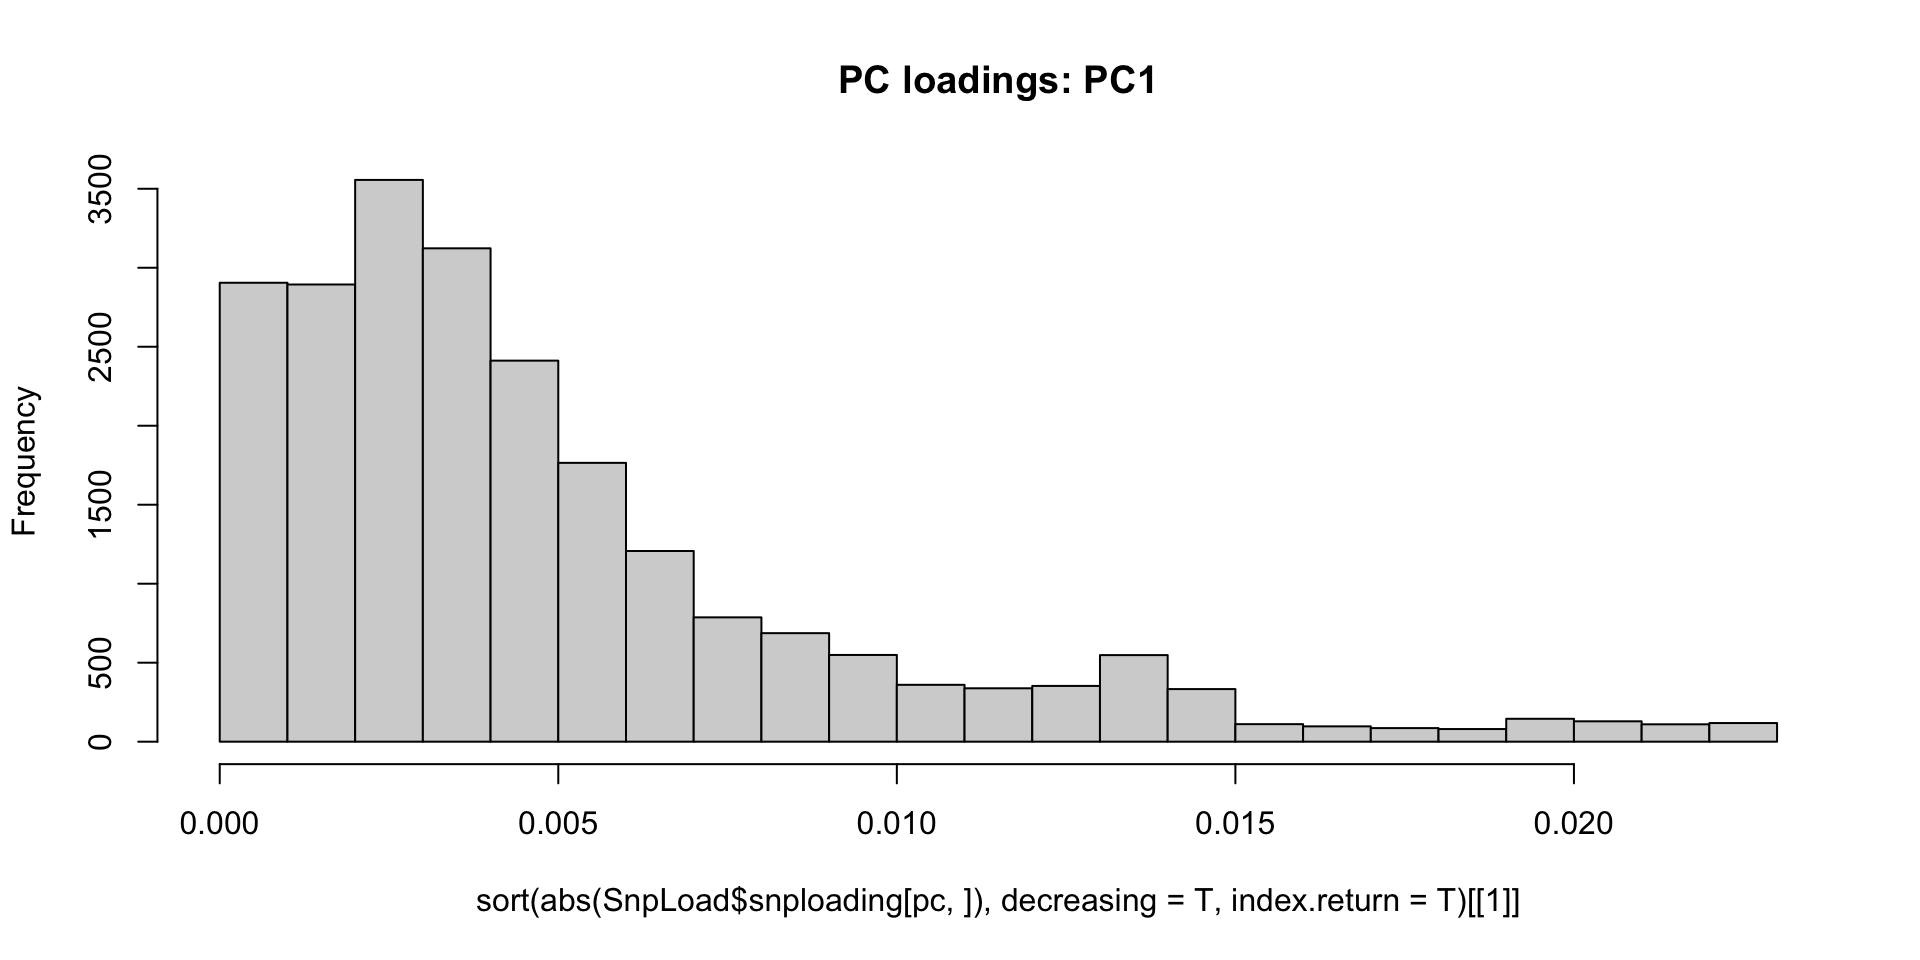 PC loadings: PC1
Frequency
3500
2500
1500
500
0
0.000 0.005 0.010 0.015 0.020
sort(abs(SnpLoad$snploading[pc, ]), decreasing = T, index.return = T)[[1]]